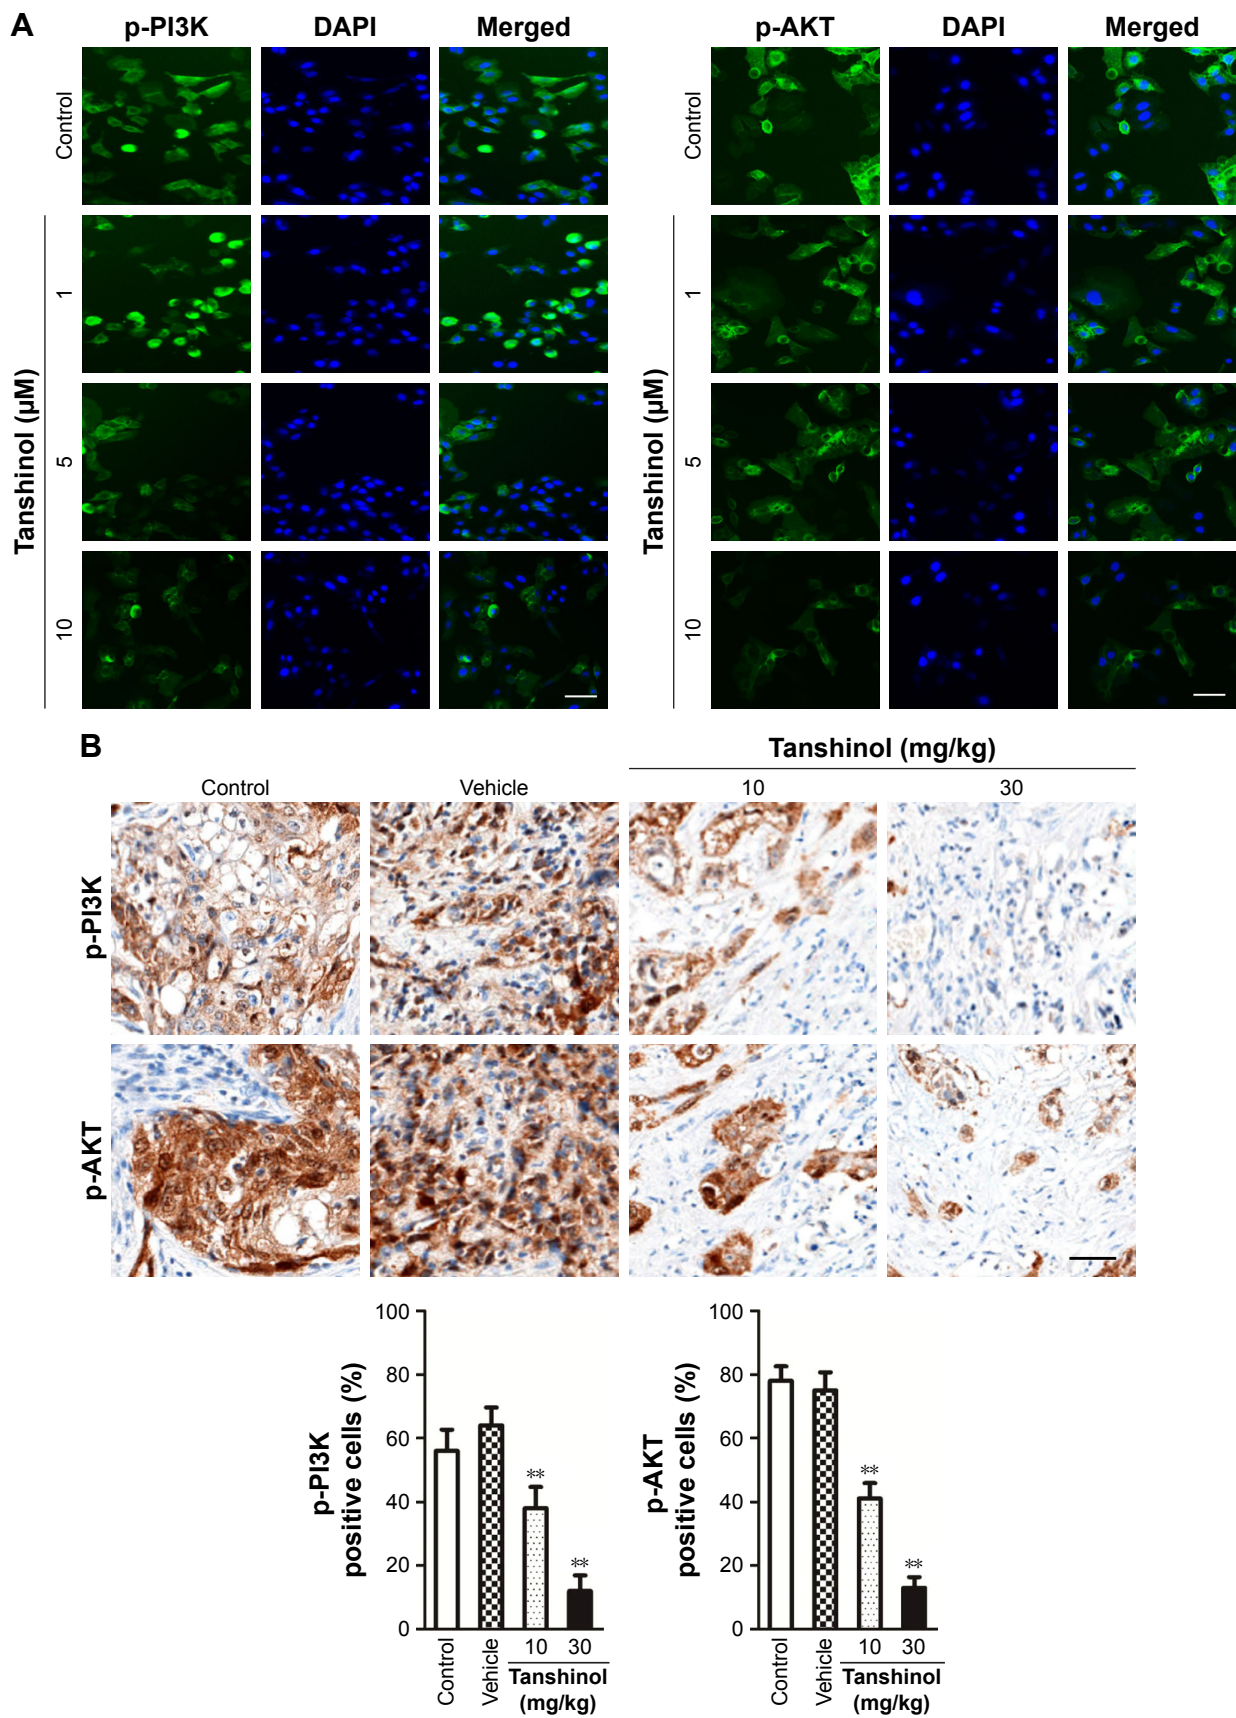 A
p-PI3K DAPI Merged p-AKT DAPI Merged
Control Control
Tanshinol (µM) Tanshinol (µM)
1 1
5 5
10 10
B
Tanshinol (mg/kg)
Control Vehicle 10 30
p-PI3K
p-AKT
p-PI3K
positive cells (%)
100
80
60
40
20
0
** **
Control Vehicle 10 30
Tanshinol
(mg/kg)
p-AKT
positive cells (%)
100
80
60
40
20
0
** **
Control Vehicle 10 30
Tanshinol
(mg/kg)